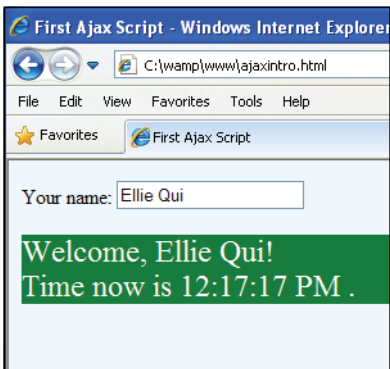 First Ajax Script - Windows Internet Explorer
C:\wamp\www\ajaxintro.html
File Edit View Favorites Tools Help
Favorites First Ajax Script
Your name: Ellie Qui
Welcome, Ellie Qui!
Time now is 12:17:17 PM .